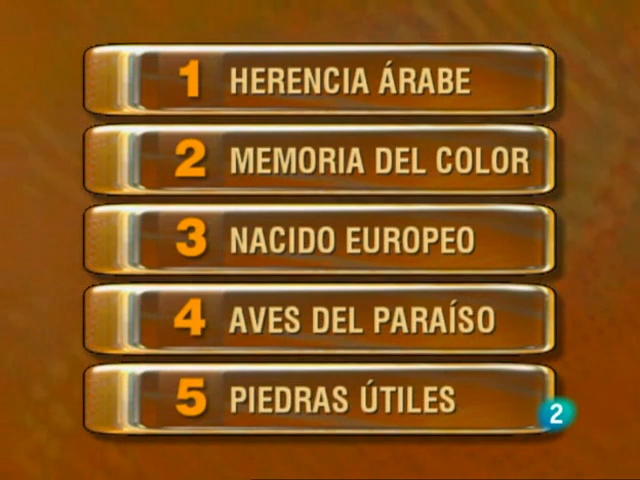 1 HERENCIA ÁRABE
2 MEMORIA DEL COLOR
3 NACIDO EUROPEO
4 AVES DEL PARAÍSO
5 PIEDRAS ÚTILES
2